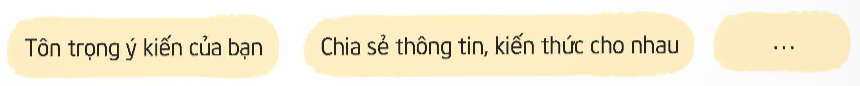 Tôn trọng ý kiến của bạn
Chia sẻ thông tin, kiến thức cho nhau
...